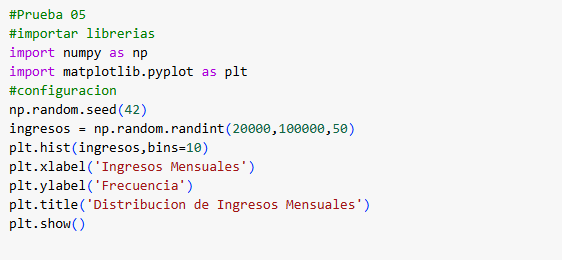 #Prueba 05
#importar librerias
import numpy as np
import matplotlib.pyplot as plt
#configuracion
np.random.seed(42)
ingresos = np.random.randint(20000,100000,50)
plt.hist(ingresos,bins=10)
plt.xlabel('Ingresos Mensuales')
plt.ylabel('Frecuencia')
plt.title('Distribucion de Ingresos Mensuales')
plt.show()